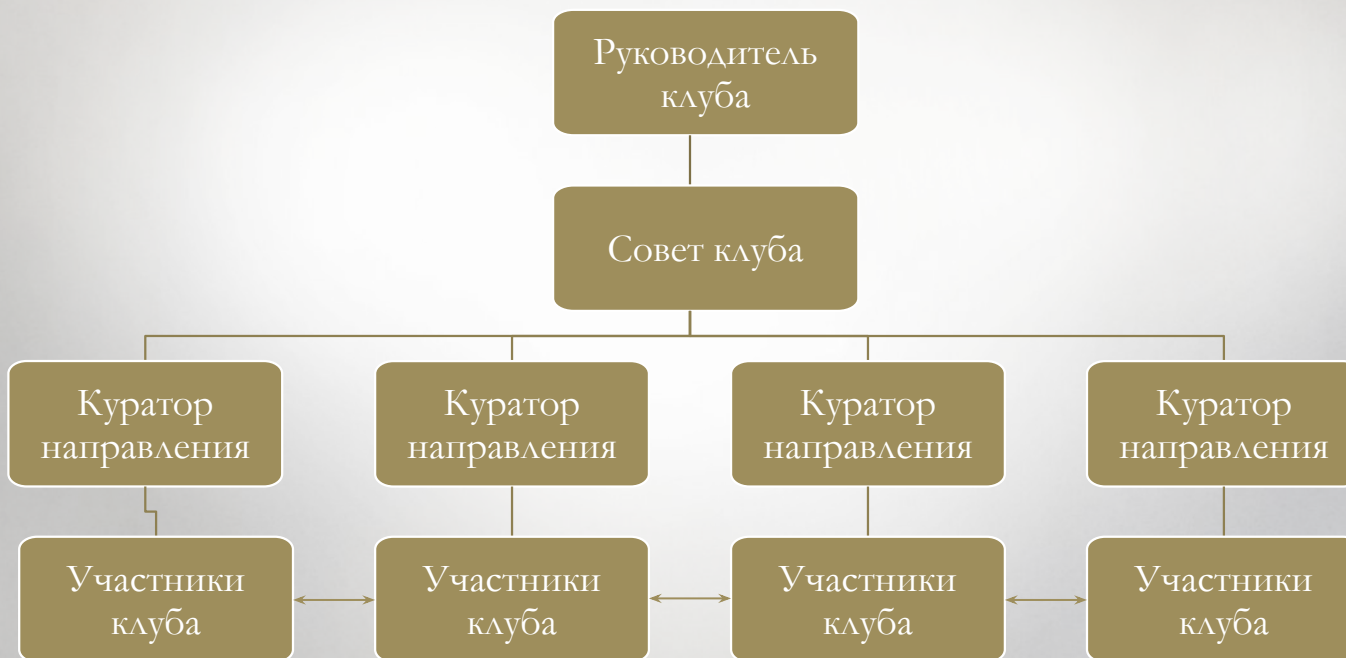 Руководитель
клуба
Совет клуба
Куратор
направления
Куратор
направления
Куратор
направления
Куратор
направления
Участники
клуба
Участники
клуба
Участники
клуба
Участники
клуба